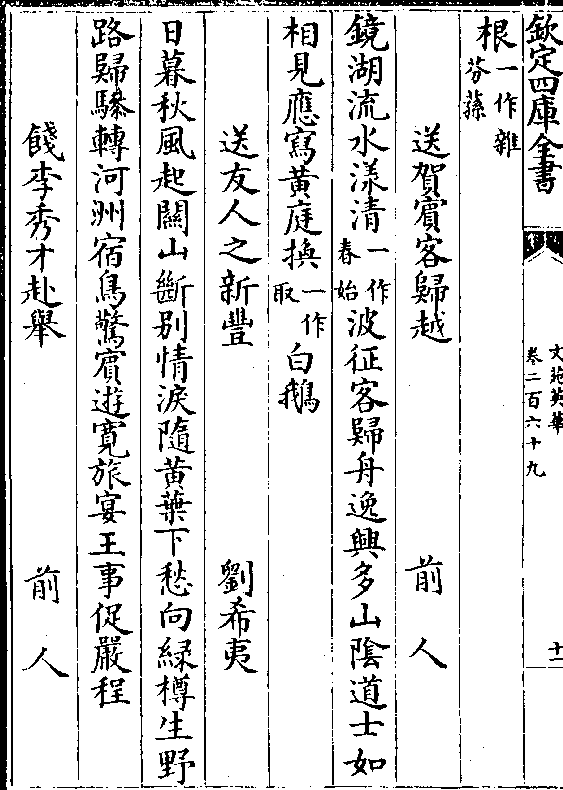 欽定四庫全書
文苑英華
卷二百六十九
十二
根一作雜芬蓀
送賀賓客歸越 前人
鏡湖流水漾清一作春始波征客歸舟逸興多山隂道士如
相見應寫黄庭換一作取白鵝
送友人之新豐 劉希夷
日暮秋風起關山斷别情淚隨黄葉下愁向緑樽生野
路歸驂轉河洲宿鳥驚賓遊寛旅宴王事促嚴程
餞李秀才赴舉 前人